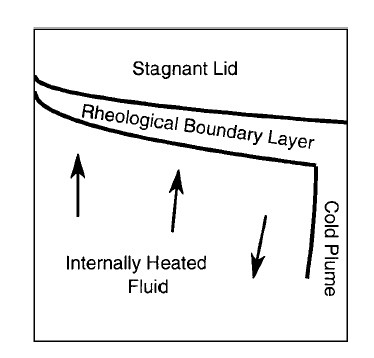 Stagnant Lid
Rheological Boundary Layer
Cold Plume
Internally Heated
Fluid